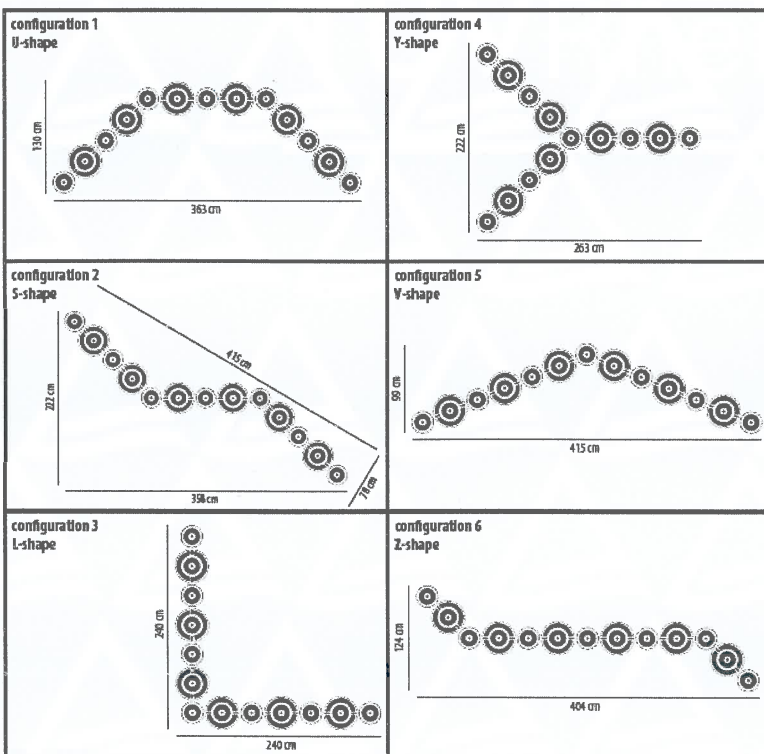 configuration 1
U-shape
130 cm
363 cm
configuration 4
Y-shape
222 cm
263 cm
configuration 2
S-shape
222 cm
415 cm
78 cm
398 cm
configuration 5
V-shape
99 cm
415 cm
configuration 3
L-shape
240 cm
240 cm
configuration 6
Z-shape
124 cm
404 cm